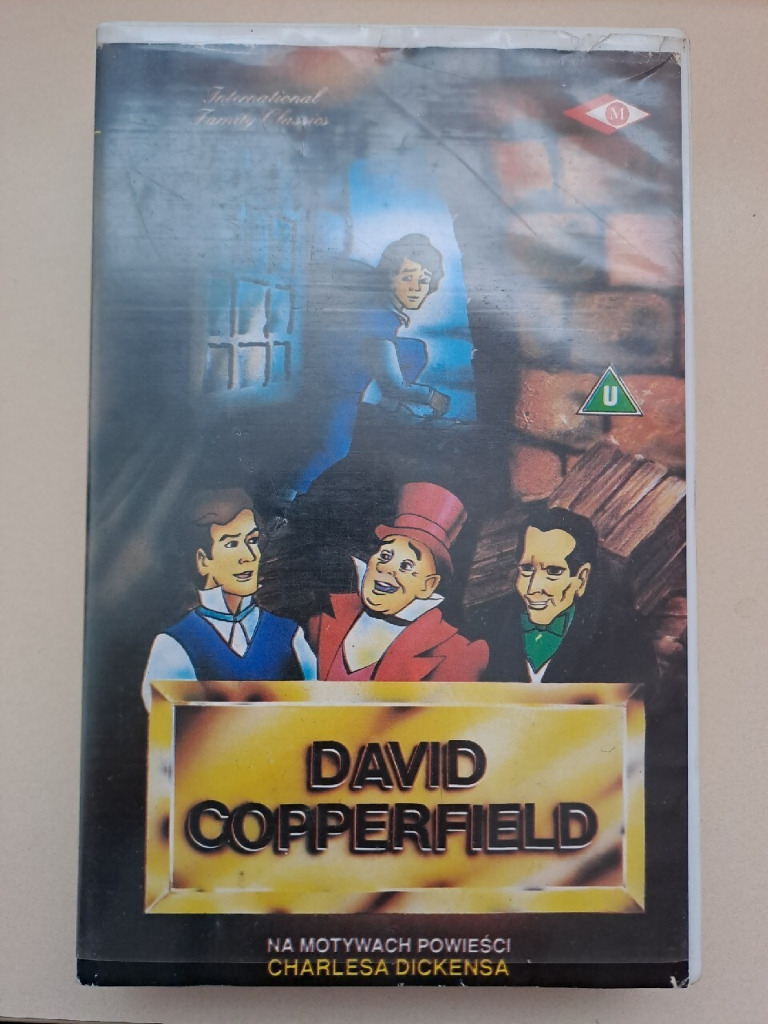 International
Family Classics
M
U
DAVID
COPPERFIELD
NA MOTYWACH POWIEŚCI
CHARLESA DICKENSA